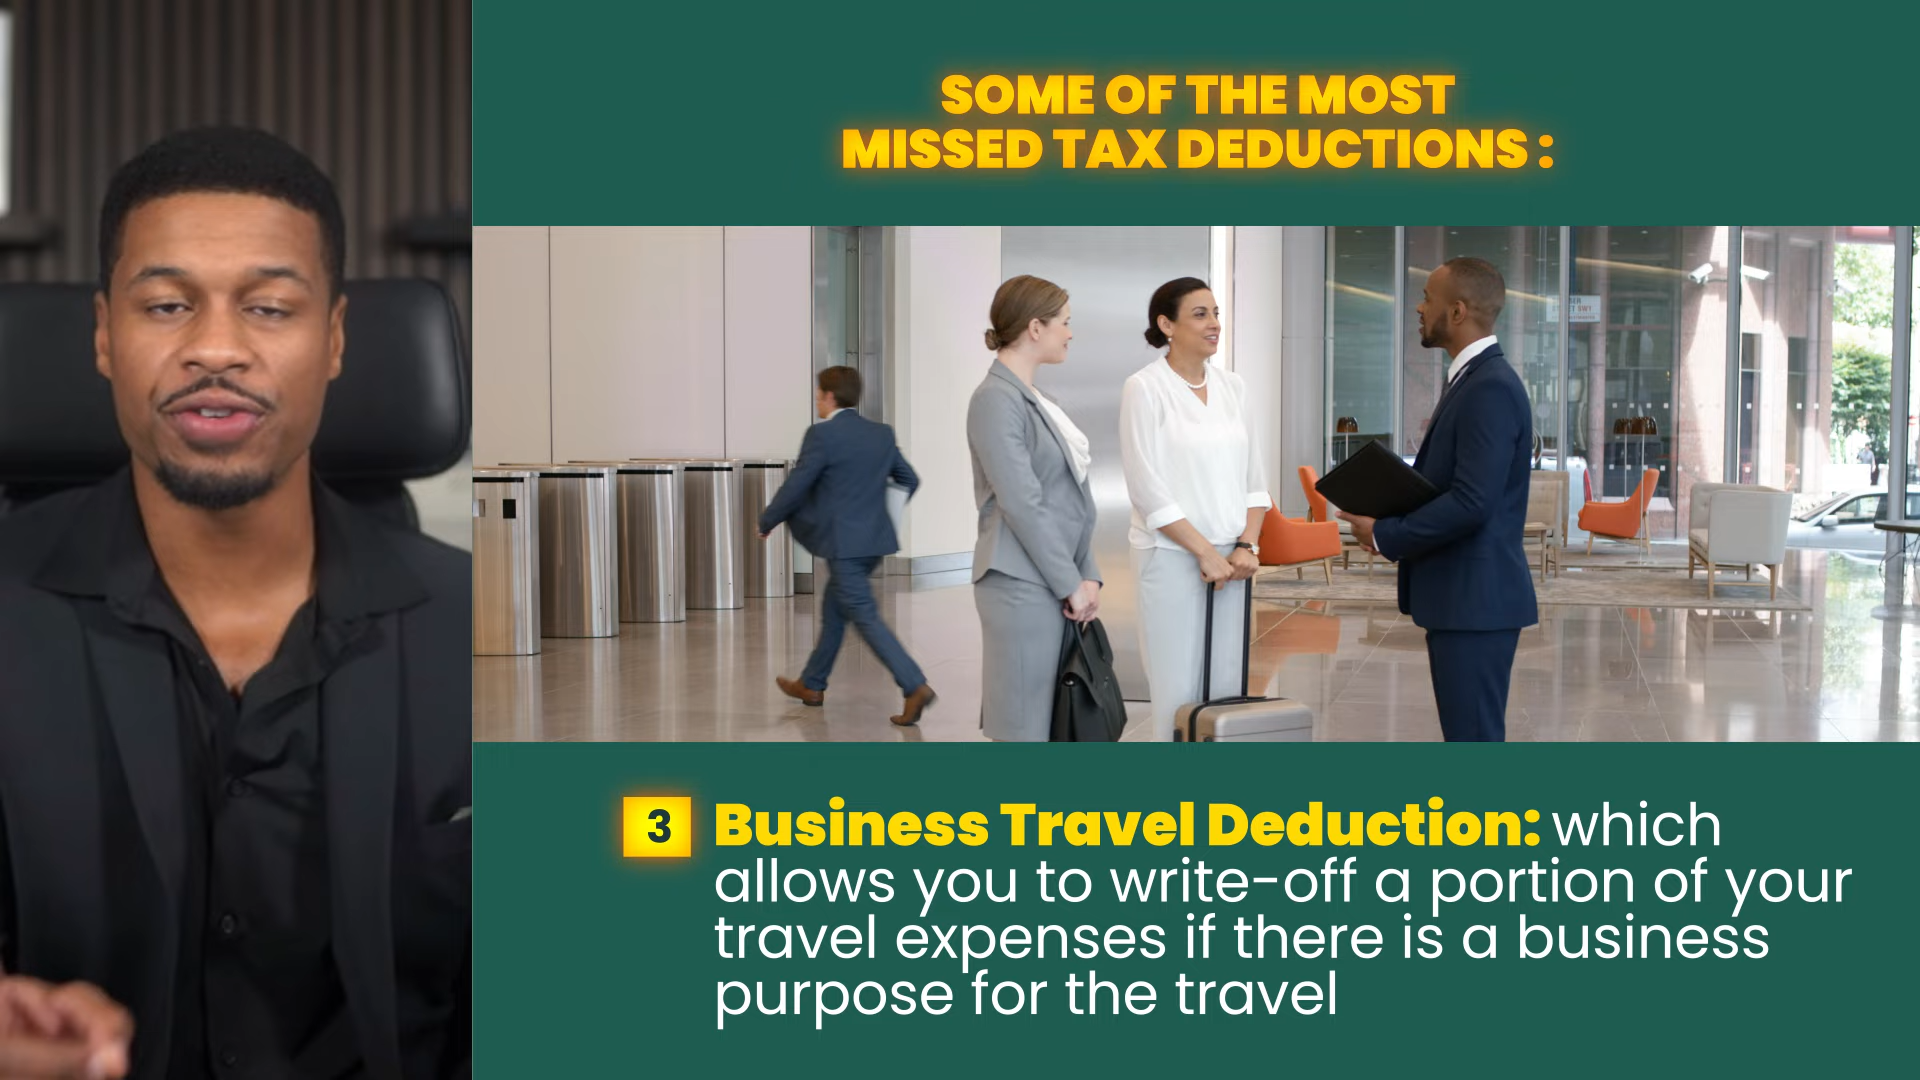 SOME OF THE MOST
MISSED TAX DEDUCTIONS :
3 Business Travel Deduction: which
allows you to write-off a portion of your
travel expenses if there is a business
purpose for the travel